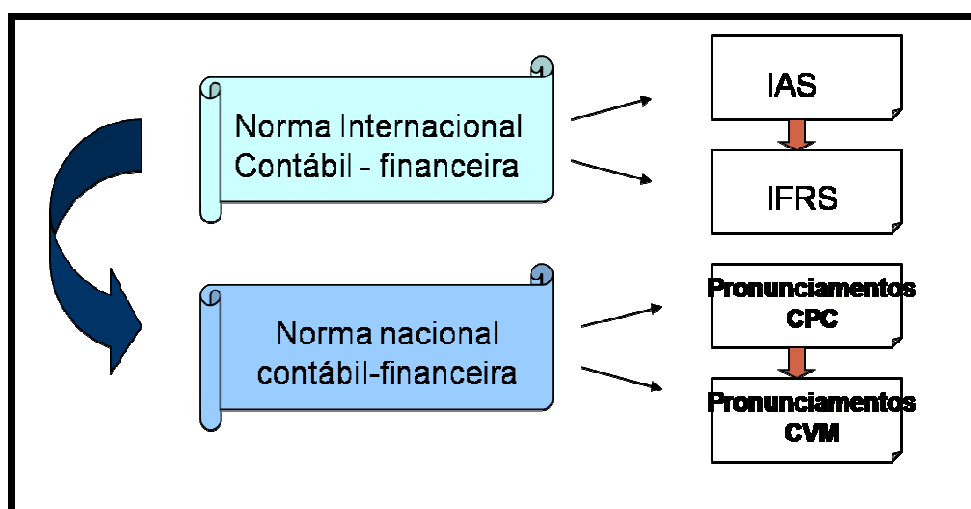 Norma Internacional
Contábil - financeira
IAS
IFRS
Norma nacional
contábil-financeira
Pronunciamentos
CPC
Pronunciamentos
CVM